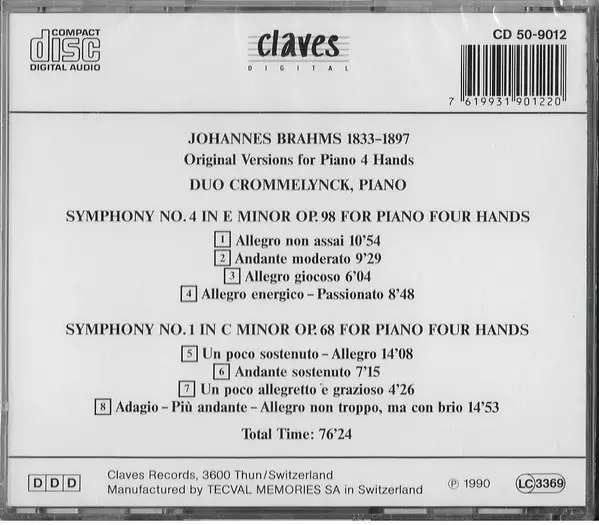 COMPACT
disc
DIGITAL AUDIO
claves
DIGITAL
CD 50-9012
7 619931 901220
JOHANNES BRAHMS 1833–1897
Original Versions for Piano 4 Hands
DUO CROMMELYNCK, PIANO
SYMPHONY NO. 4 IN E MINOR OP. 98 FOR PIANO FOUR HANDS
1 Allegro non assai 10’54
2 Andante moderato 9’29
3 Allegro giocoso 6’04
4 Allegro energico – Passionato 8’48
SYMPHONY NO. 1 IN C MINOR OP. 68 FOR PIANO FOUR HANDS
5 Un poco sostenuto – Allegro 14’08
6 Andante sostenuto 7’15
7 Un poco allegretto e grazioso 4’26
8 Adagio – Più andante – Allegro non troppo, ma con brio 14’53
Total Time: 76’24
DDD
Claves Records, 3600 Thun/Switzerland
Manufactured by TECVAL MEMORIES SA in Switzerland
℗ 1990
LC 3369